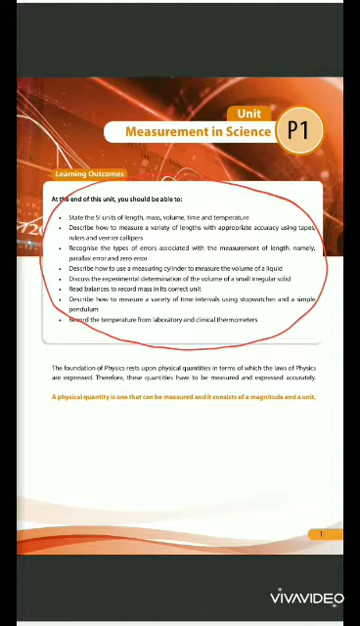 Unit
Measurement in Science
P1
Learning Outcomes
At the end of this unit, you should be able to:
• State the SI units of length, mass, volume, time and temperature
• Describe how to measure a variety of lengths with appropriate accuracy using tapes,
rulers and vernier callipers
• Recognise the types of errors associated with the measurement of length, namely,
parallax error and zero error
• Describe how to use a measuring cylinder to measure the volume of a liquid
• Discuss the experimental determination of the volume of a small irregular solid
• Read balances to record mass in its correct unit
• Describe how to measure a variety of time intervals using stopwatches and a simple
pendulum
• Record the temperature from laboratory and clinical thermometers
The foundation of Physics rests upon physical quantities in terms of which the laws of Physics
are expressed. Therefore, these quantities have to be measured and expressed accurately.
A physical quantity is one that can be measured and it consists of a magnitude and a unit.
1
VIVAVIDEO